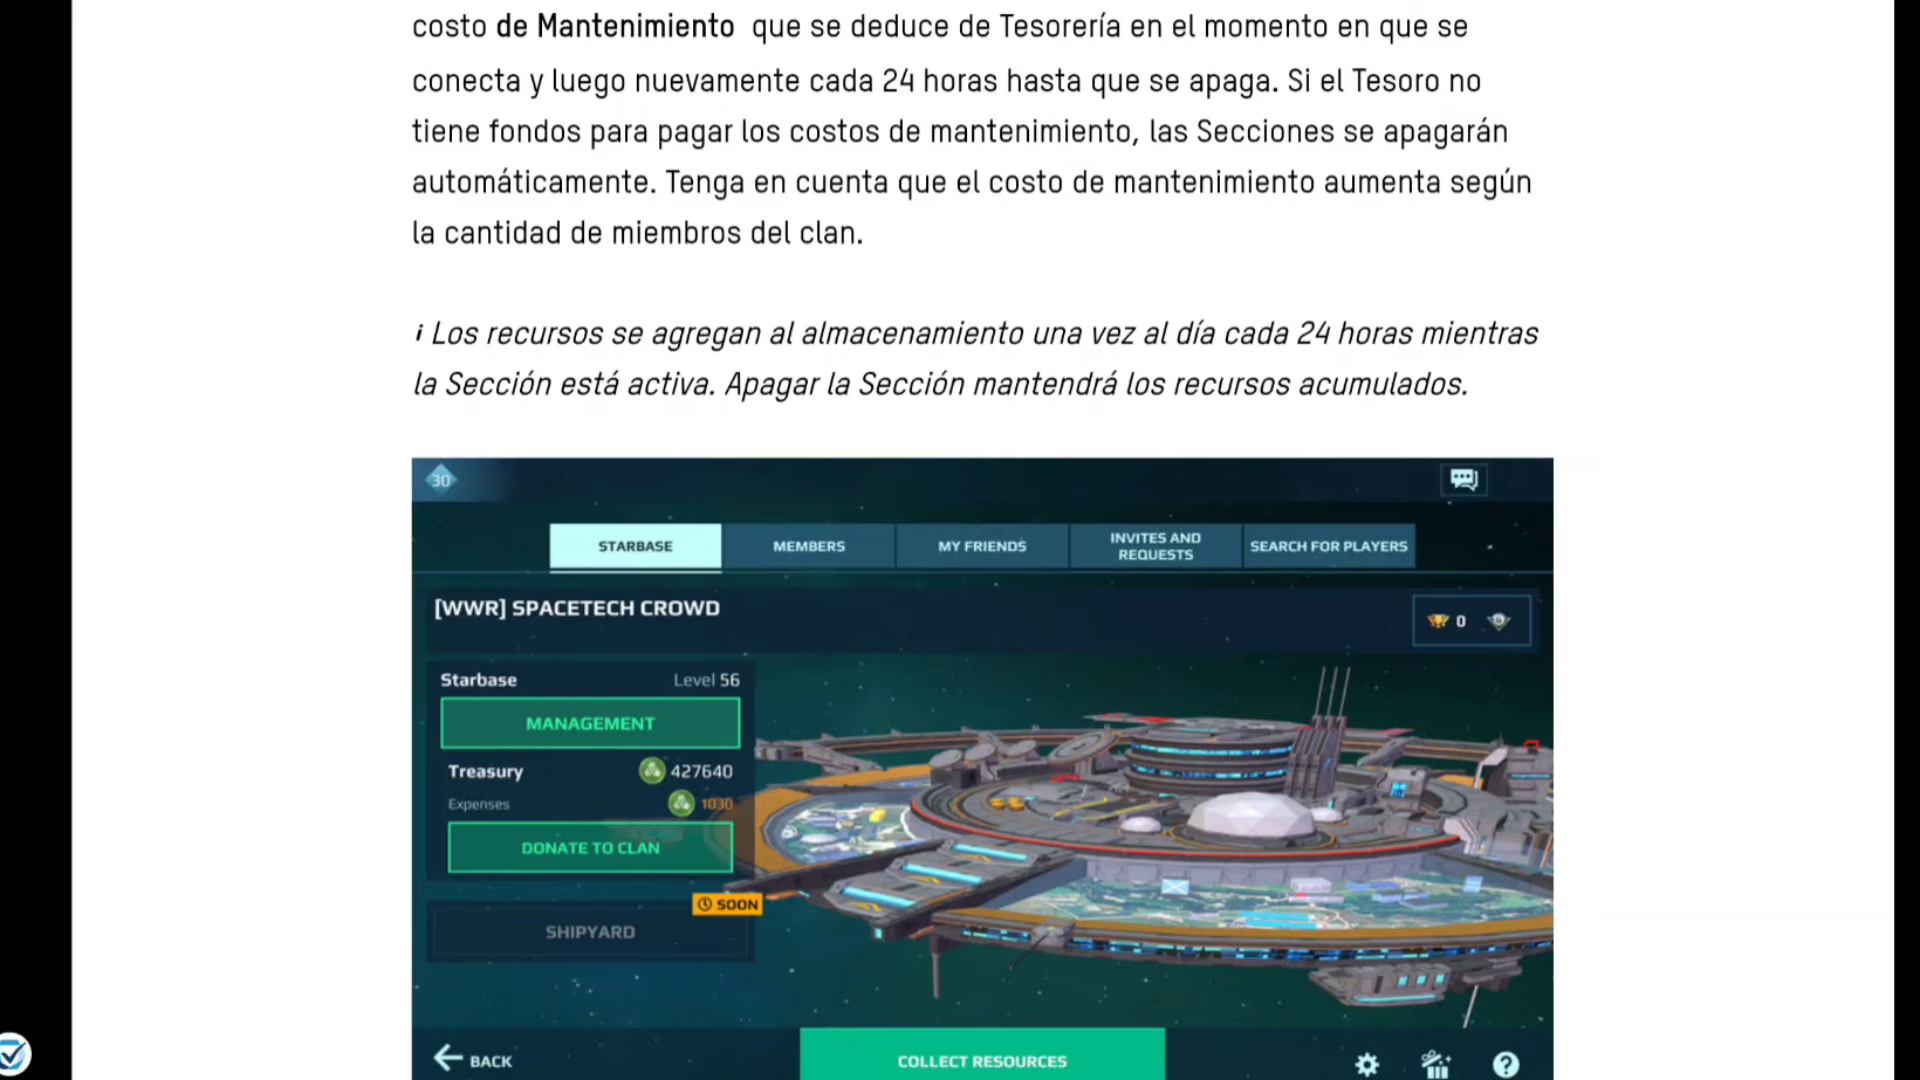 costo de Mantenimiento que se deduce de Tesorería en el momento en que se
conecta y luego nuevamente cada 24 horas hasta que se apaga. Si el Tesoro no
tiene fondos para pagar los costos de mantenimiento, las Secciones se apagarán
automáticamente. Tenga en cuenta que el costo de mantenimiento aumenta según
la cantidad de miembros del clan.
¡ Los recursos se agregan al almacenamiento una vez al día cada 24 horas mientras
la Sección está activa. Apagar la Sección mantendrá los recursos acumulados.
30
STARBASE
MEMBERS
MY FRIENDS
INVITES AND
REQUESTS
SEARCH FOR PLAYERS
[WWR] SPACETECH CROWD
0
Starbase Level 56
MANAGEMENT
Treasury 427640
Expenses 1030
DONATE TO CLAN
SOON
SHIPYARD
BACK
COLLECT RESOURCES
?